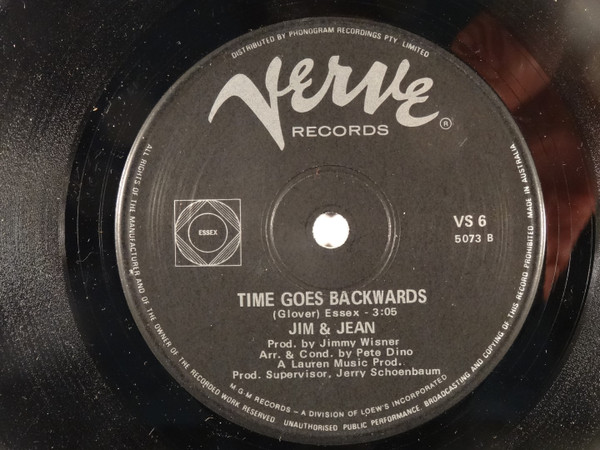 DISTRIBUTED BY PHONOGRAM RECORDINGS PTY. LIMITED
Verve
RECORDS
®
ESSEX
VS 6
5073 B
TIME GOES BACKWARDS
(Glover) Essex - 3:05
JIM & JEAN
Prod. by Jimmy Wisner
Arr. & Cond. by Pete Dino
A Lauren Music Prod.
Prod. Supervisor, Jerry Schoenbaum
M G M RECORDS – A DIVISION OF LOEW'S INCORPORATED
ALL RIGHTS OF THE MANUFACTURER AND OF THE OWNER OF THE RECORDED WORK RESERVED UNAUTHORISED PUBLIC PERFORMANCE BROADCASTING AND COPYING OF THIS RECORD PROHIBITED MADE IN AUSTRALIA